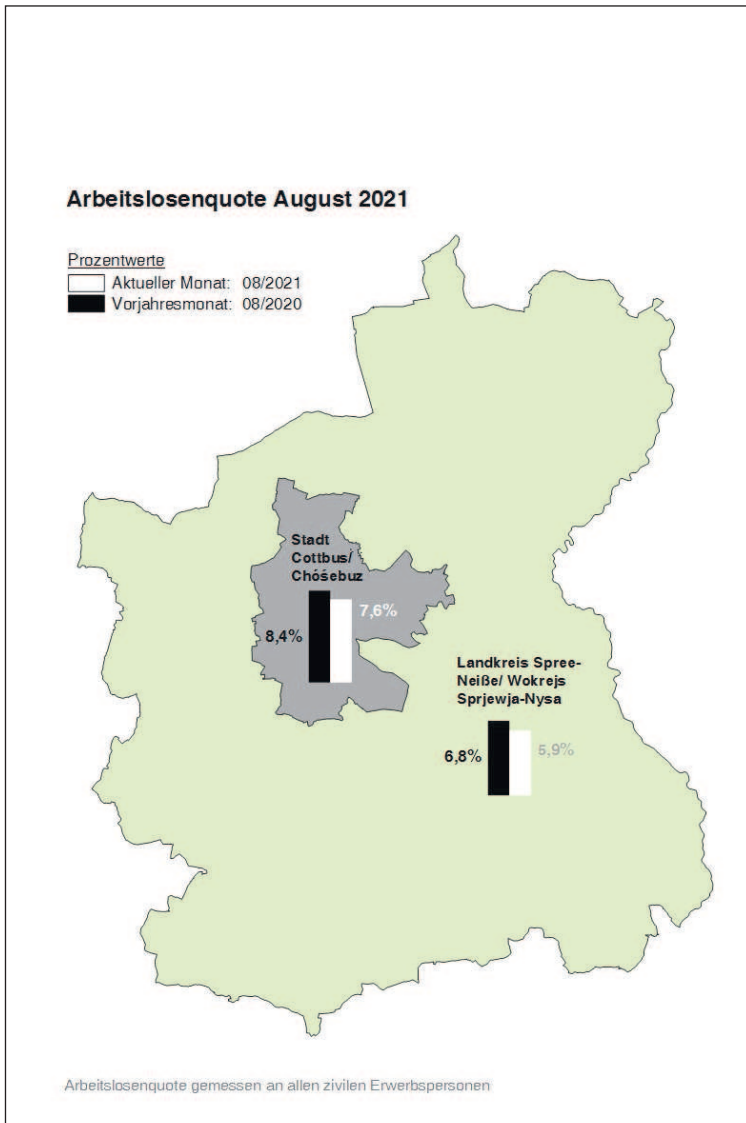 Arbeitslosenquote August 2021
Prozentwerte
Aktueller Monat: 08/2021
Vorjahresmonat: 08/2020
Stadt
Cottbus/
Chóśebuz
7,6%
8,4%
Landkreis Spree-
Neiße/ Wokrejs
Sprjewja-Nysa
6,8%
5,9%
Arbeitslosenquote gemessen an allen zivilen Erwerbspersonen